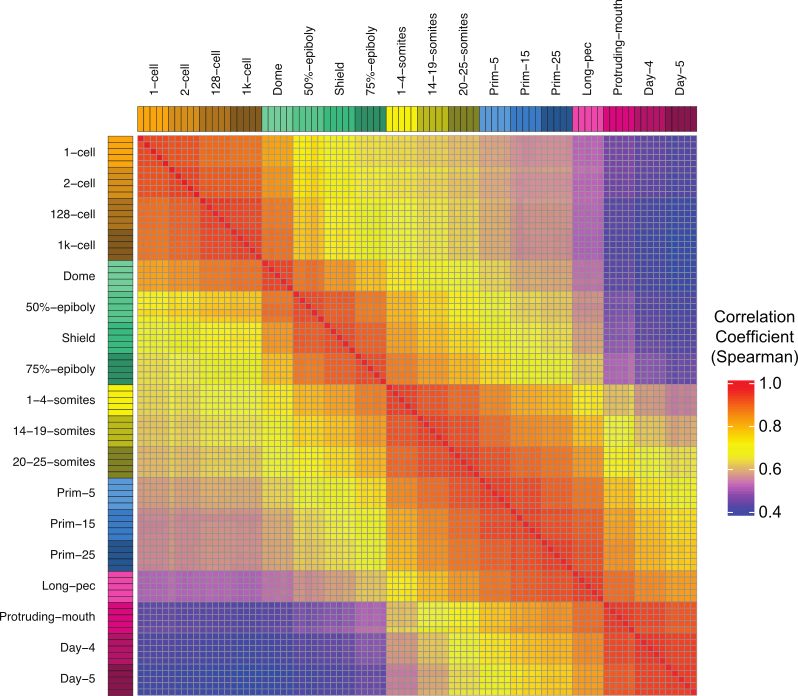 1−cell
2−cell
128−cell
1k−cell
Dome
50%−epiboly
Shield
75%−epiboly
1−4−somites
14−19−somites
20−25−somites
Prim−5
Prim−15
Prim−25
Long−pec
Protruding−mouth
Day−4
Day−5
1−cell
2−cell
128−cell
1k−cell
Dome
50%−epiboly
Shield
75%−epiboly
1−4−somites
14−19−somites
20−25−somites
Prim−5
Prim−15
Prim−25
Long−pec
Protruding−mouth
Day−4
Day−5
Correlation
Coefficient
(Spearman)
1.0
0.8
0.6
0.4